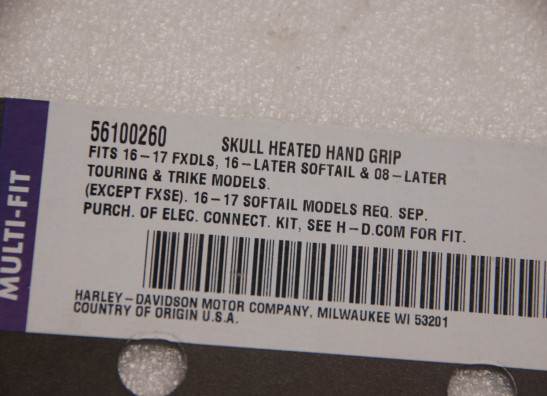 MULTI-FIT
56100260 SKULL HEATED HAND GRIP
FITS 16-17 FXDLS, 16-LATER SOFTAIL & 08-LATER
TOURING & TRIKE MODELS.
(EXCEPT FXSE). 16-17 SOFTAIL MODELS REQ. SEP.
PURCH. OF ELEC. CONNECT. KIT, SEE H-D.COM FOR FIT.
HARLEY-DAVIDSON MOTOR COMPANY, MILWAUKEE WI 53201
COUNTRY OF ORIGIN U.S.A.